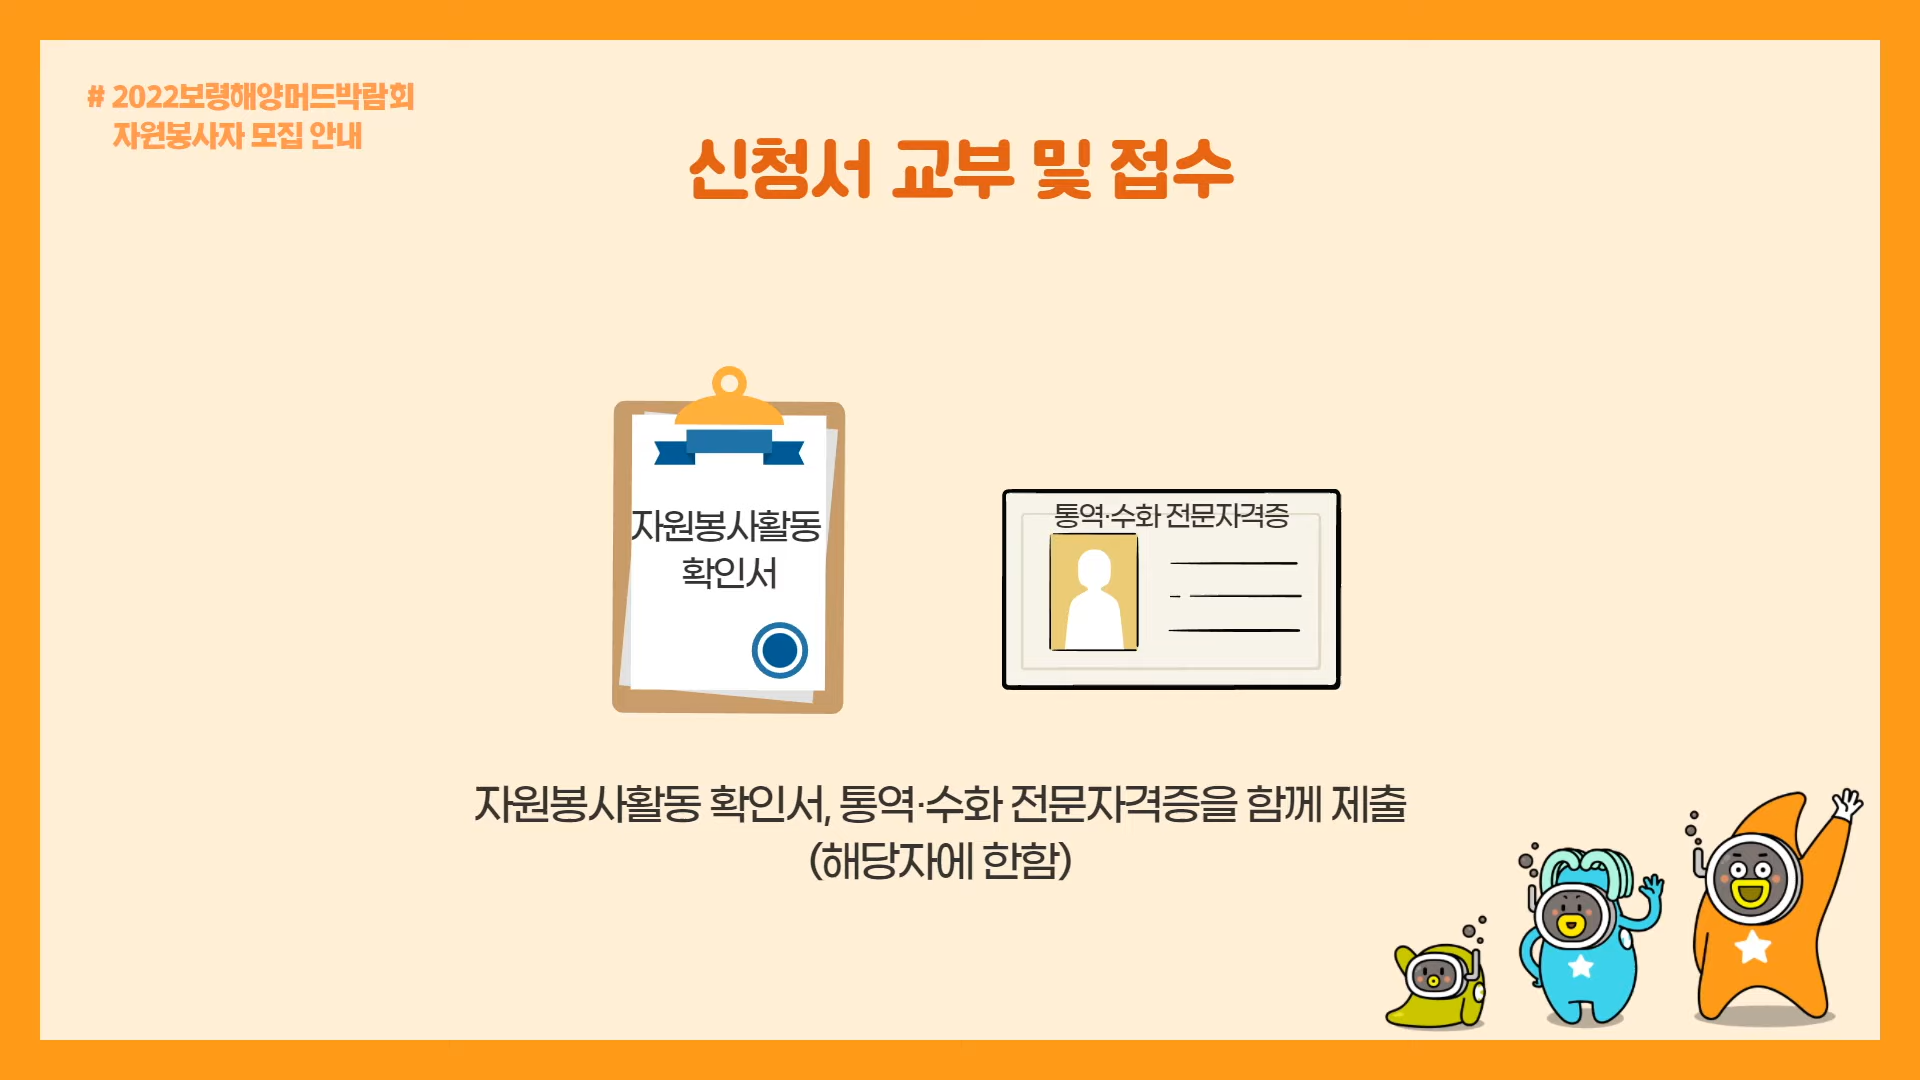 # 2022보령해양머드박람회
자원봉사자 모집 안내
신청서 교부 및 접수
자원봉사활동
확인서
통역·수화 전문자격증
자원봉사활동 확인서, 통역·수화 전문자격증을 함께 제출
(해당자에 한함)